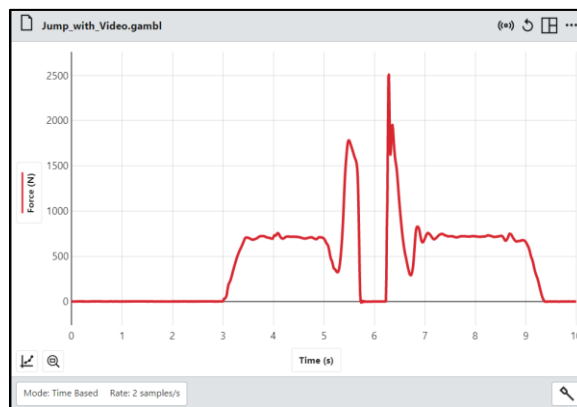 Jump_with_Video.gambl
2500
2000
1500
1000
500
0
Force (N)
0 1 2 3 4 5 6 7 8 9 10
Time (s)
Mode: Time Based Rate: 2 samples/s